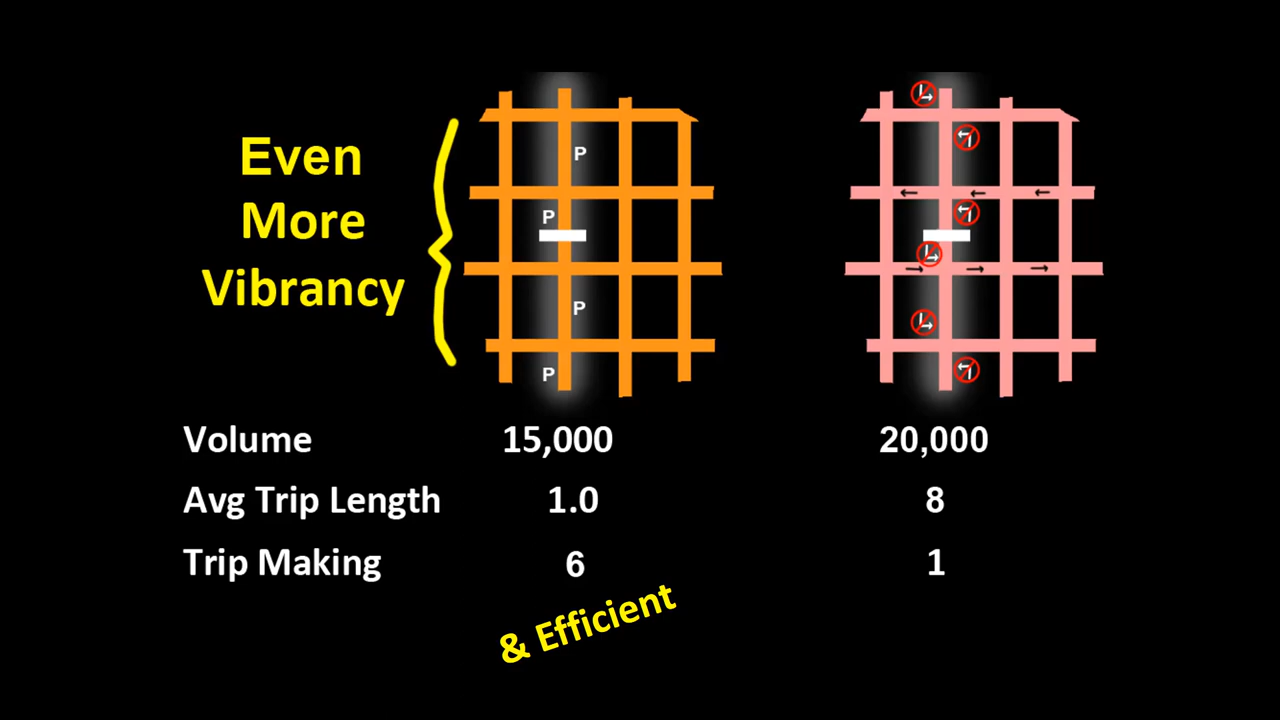 Even
More
Vibrancy
P
P
P
P
Volume 15,000 20,000
Avg Trip Length 1.0 8
Trip Making 6 1
& Efficient